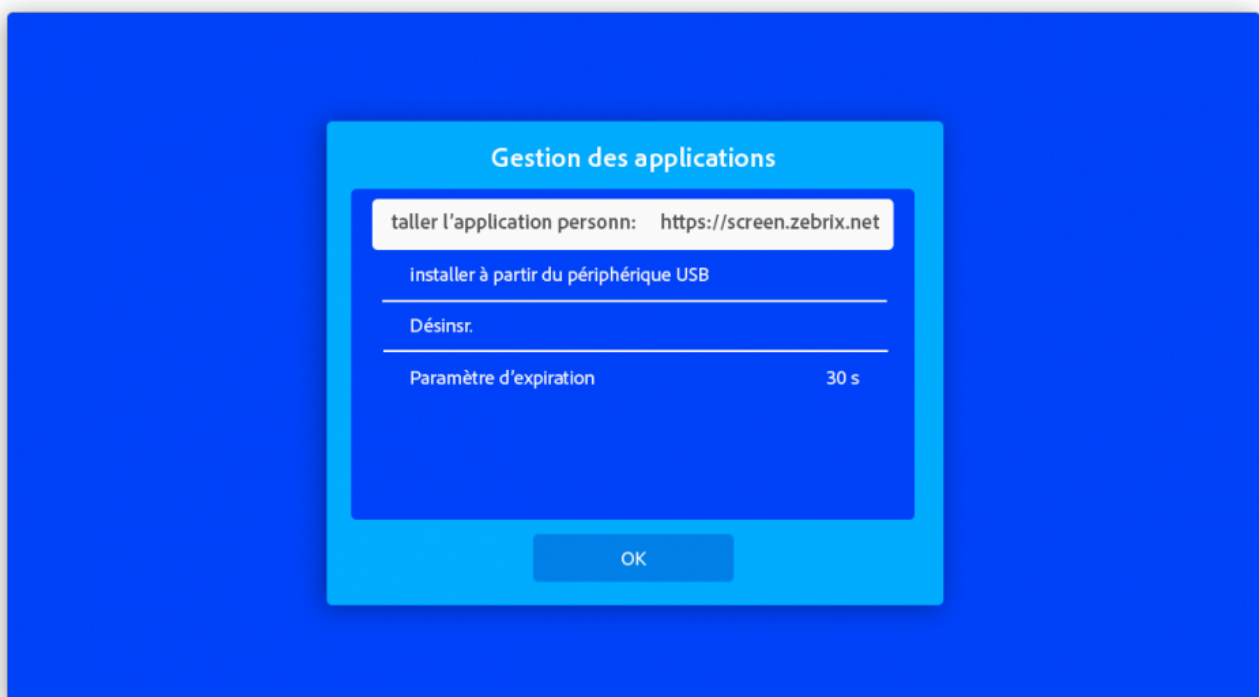 Gestion des applications
taller l'application personn: https://screen.zebrix.net
installer à partir du périphérique USB
Désinsr.
Paramètre d'expiration 30 s
OK